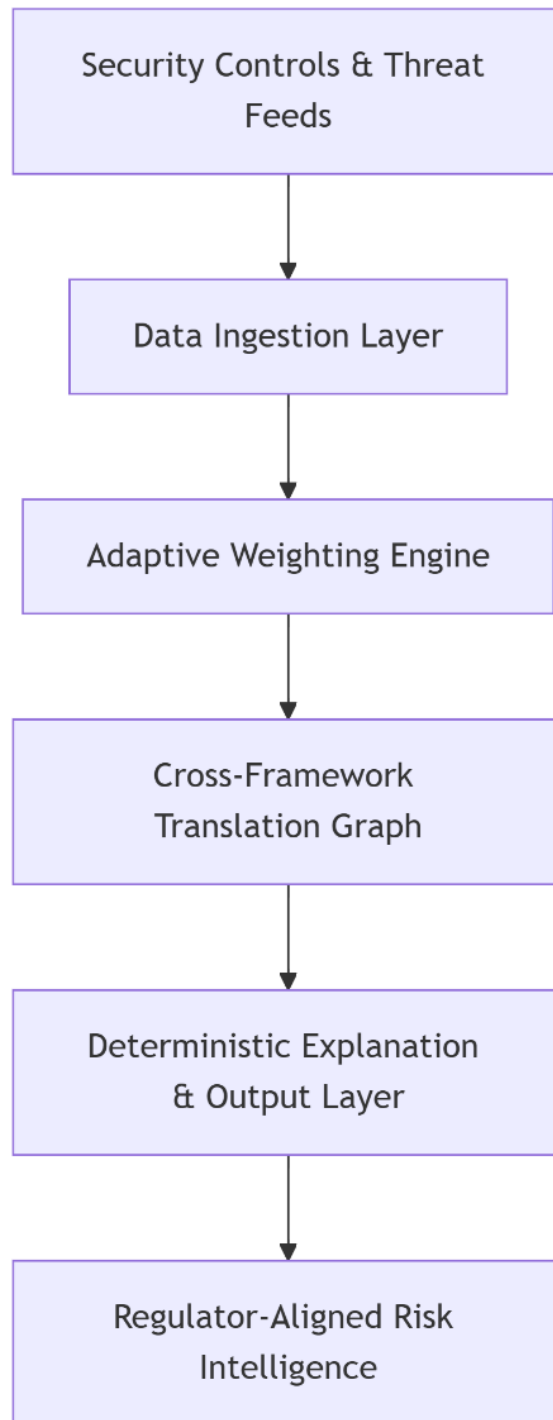 Security Controls & Threat
Feeds
Data Ingestion Layer
Adaptive Weighting Engine
Cross-Framework
Translation Graph
Deterministic Explanation
& Output Layer
Regulator-Aligned Risk
Intelligence